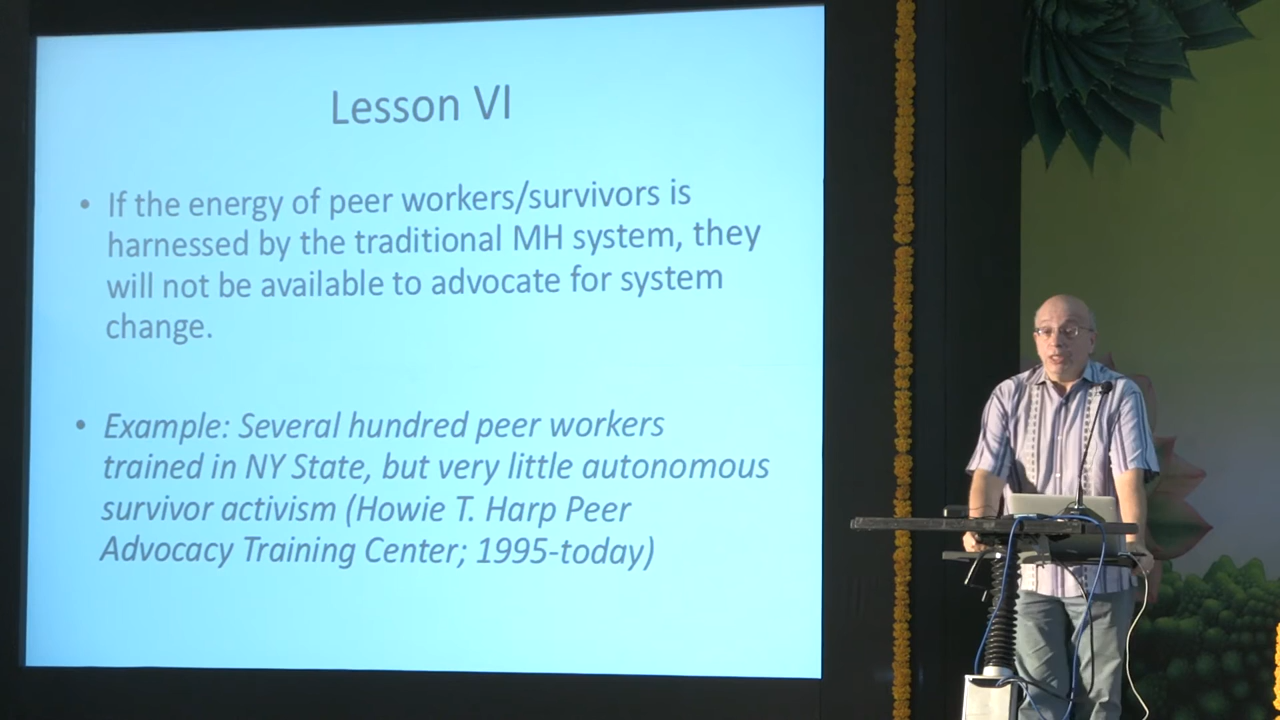 Lesson VI
• If the energy of peer workers/survivors is
harnessed by the traditional MH system, they
will not be available to advocate for system
change.
• Example: Several hundred peer workers
trained in NY State, but very little autonomous
survivor activism (Howie T. Harp Peer
Advocacy Training Center; 1995-today)